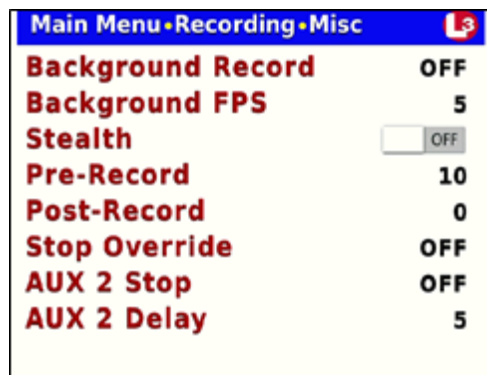 Main Menu•Recording•Misc L3
Background Record OFF
Background FPS 5
Stealth OFF
Pre-Record 10
Post-Record 0
Stop Override OFF
AUX 2 Stop OFF
AUX 2 Delay 5